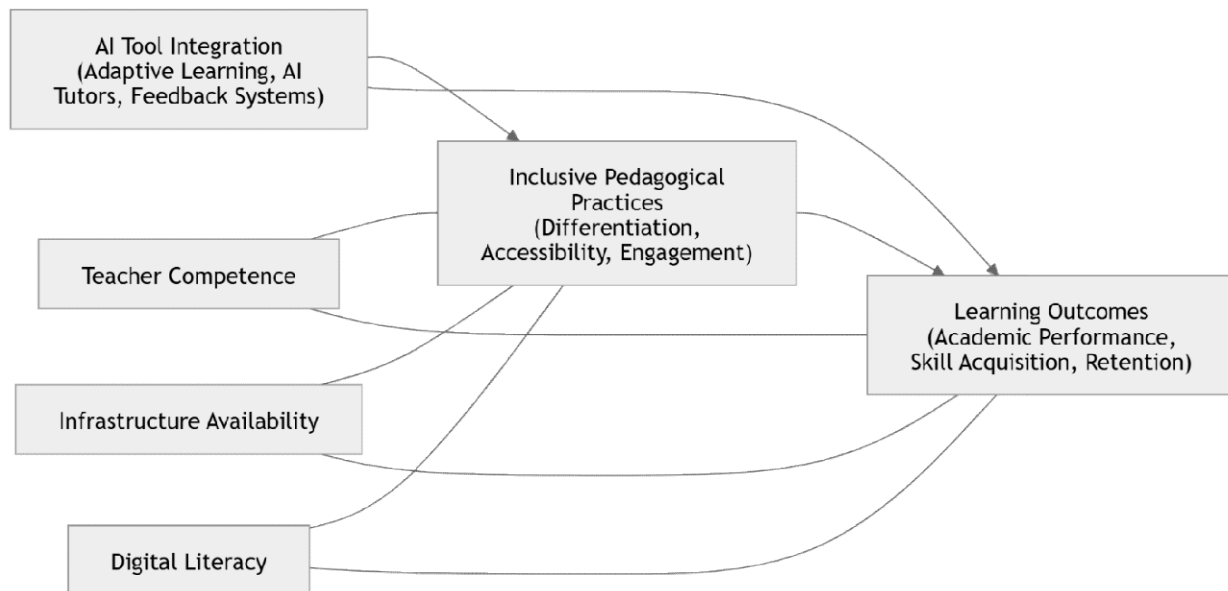 AI Tool Integration
(Adaptive Learning, AI
Tutors, Feedback Systems)
Inclusive Pedagogical
Practices
(Differentiation,
Accessibility, Engagement)
Teacher Competence
Learning Outcomes
(Academic Performance,
Skill Acquisition, Retention)
Infrastructure Availability
Digital Literacy